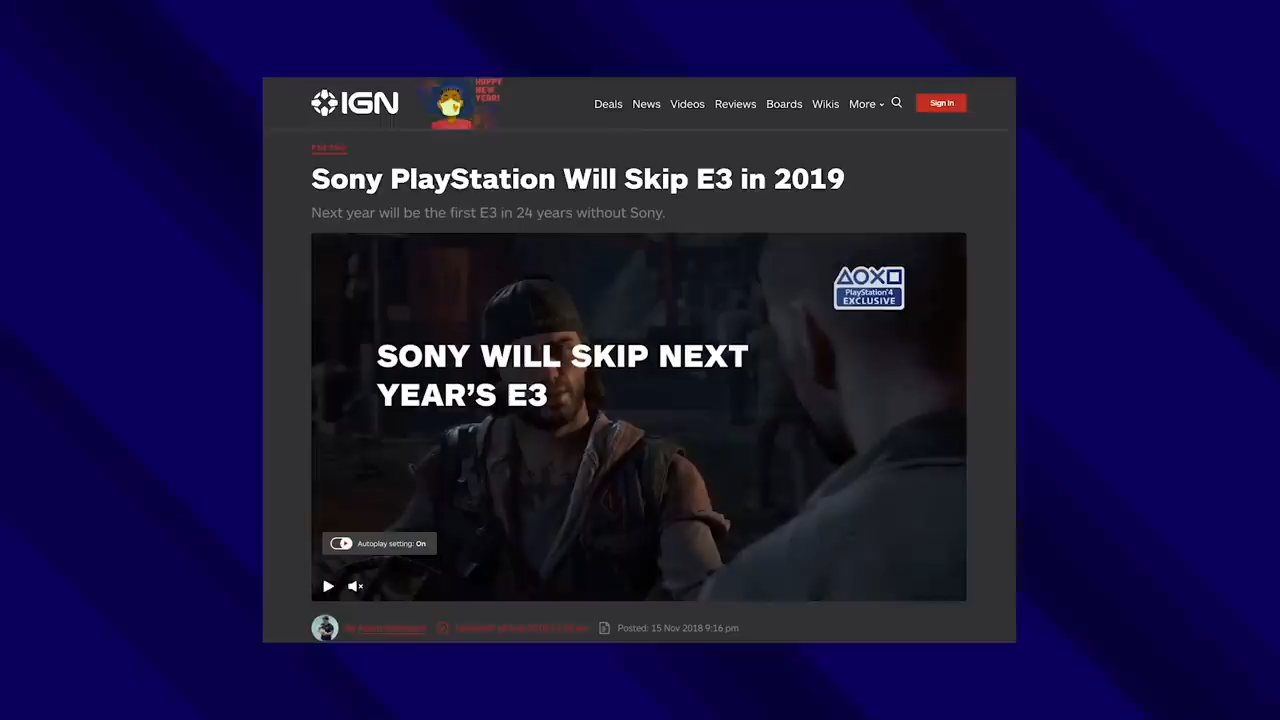 IGN
HAPPY
NEW
YEAR!
Deals News Videos Reviews Boards Wikis More Sign In
Sony PlayStation Will Skip E3 in 2019
Next year will be the first E3 in 24 years without Sony.
PlayStation4
EXCLUSIVE
SONY WILL SKIP NEXT
YEAR'S E3
Autoplay setting: On
Posted: 15 Nov 2018 9:16 pm